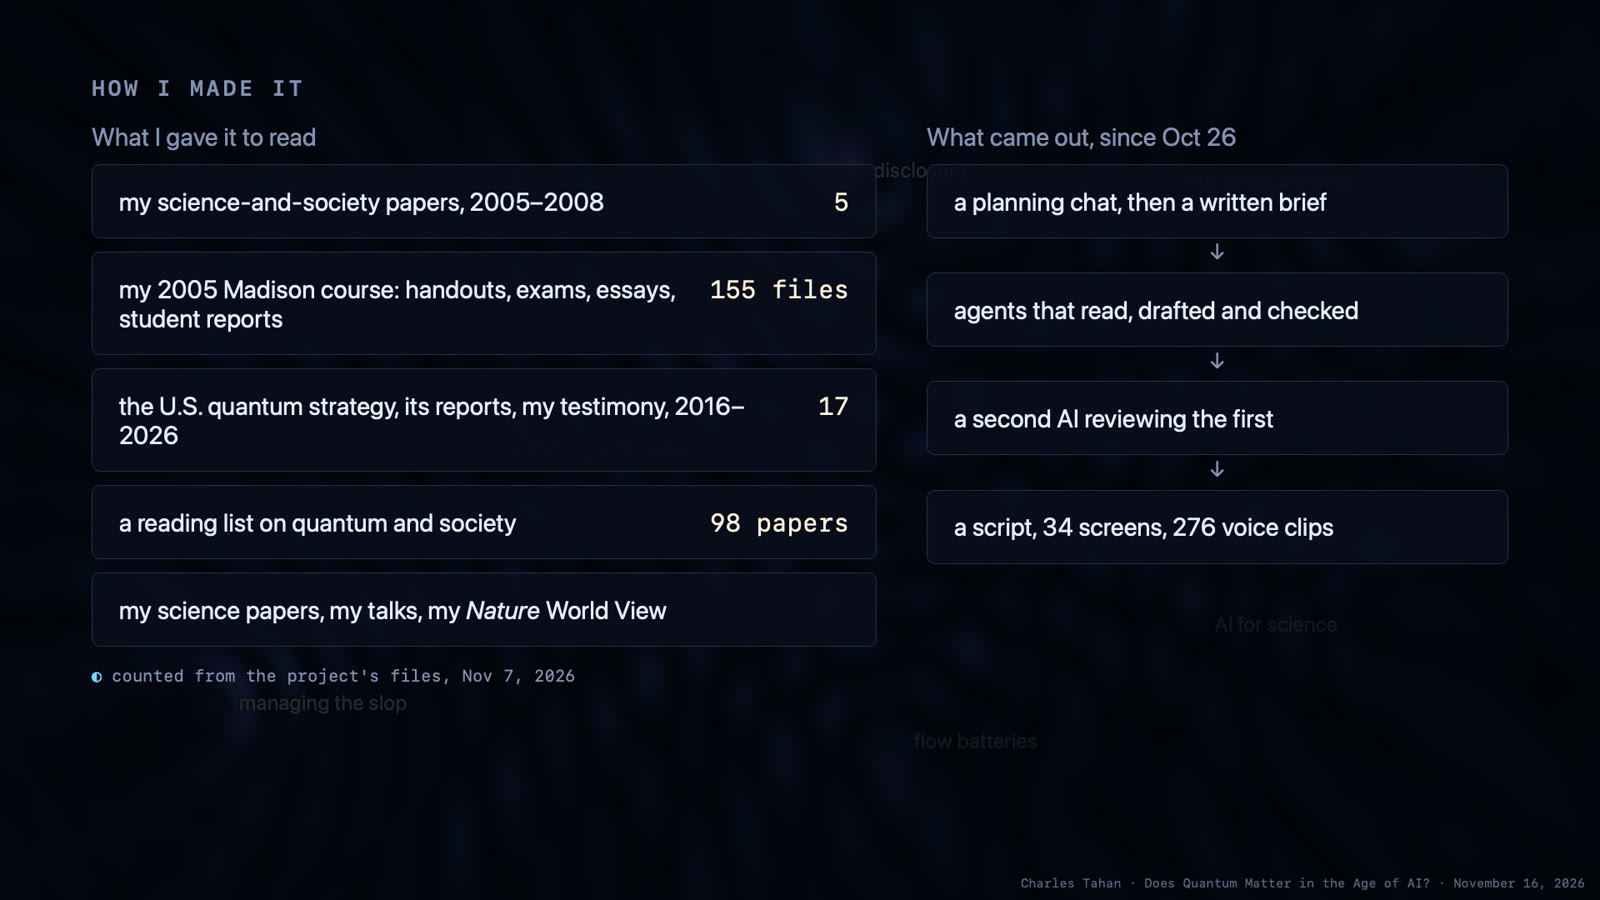 HOW I MADE IT
What I gave it to read
my science-and-society papers, 2005–2008 5
my 2005 Madison course: handouts, exams, essays, 155 files
student reports
the U.S. quantum strategy, its reports, my testimony, 2016– 17
2026
a reading list on quantum and society 98 papers
my science papers, my talks, my Nature World View
◐ counted from the project's files, Nov 7, 2026
What came out, since Oct 26
a planning chat, then a written brief
↓
agents that read, drafted and checked
↓
a second AI reviewing the first
↓
a script, 34 screens, 276 voice clips
disclosure
AI for science
managing the slop
flow batteries
Charles Tahan · Does Quantum Matter in the Age of AI? · November 16, 2026